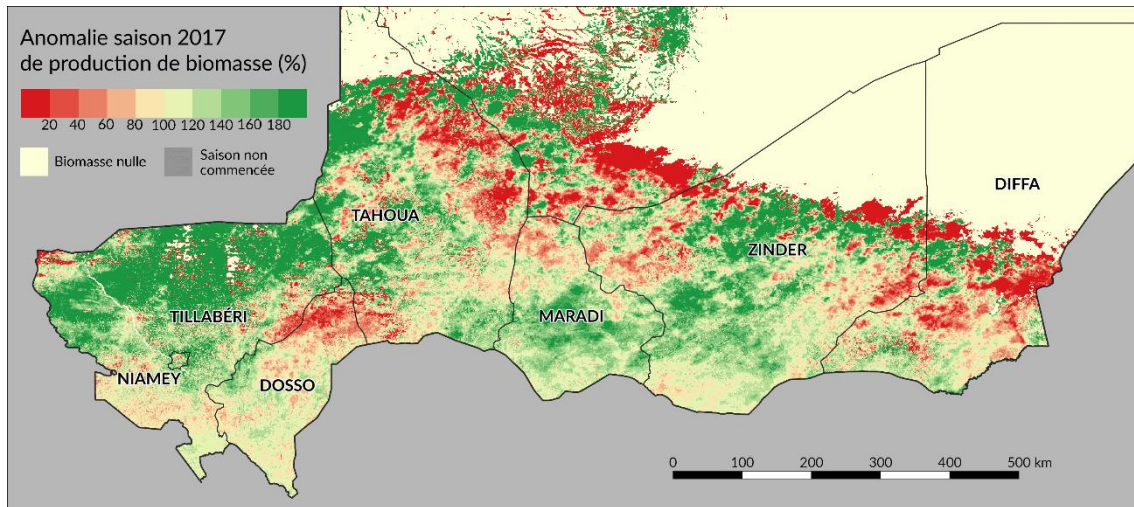 Anomalie saison 2017
de production de biomasse (%)
20 40 60 80 100 120 140 160 180
Biomasse nulle
Saison non
commencée
DIFFA
TAHOUA
ZINDER
TILLABÉRI
MARADI
NIAMEY
DOSSO
0 100 200 300 400 500 km